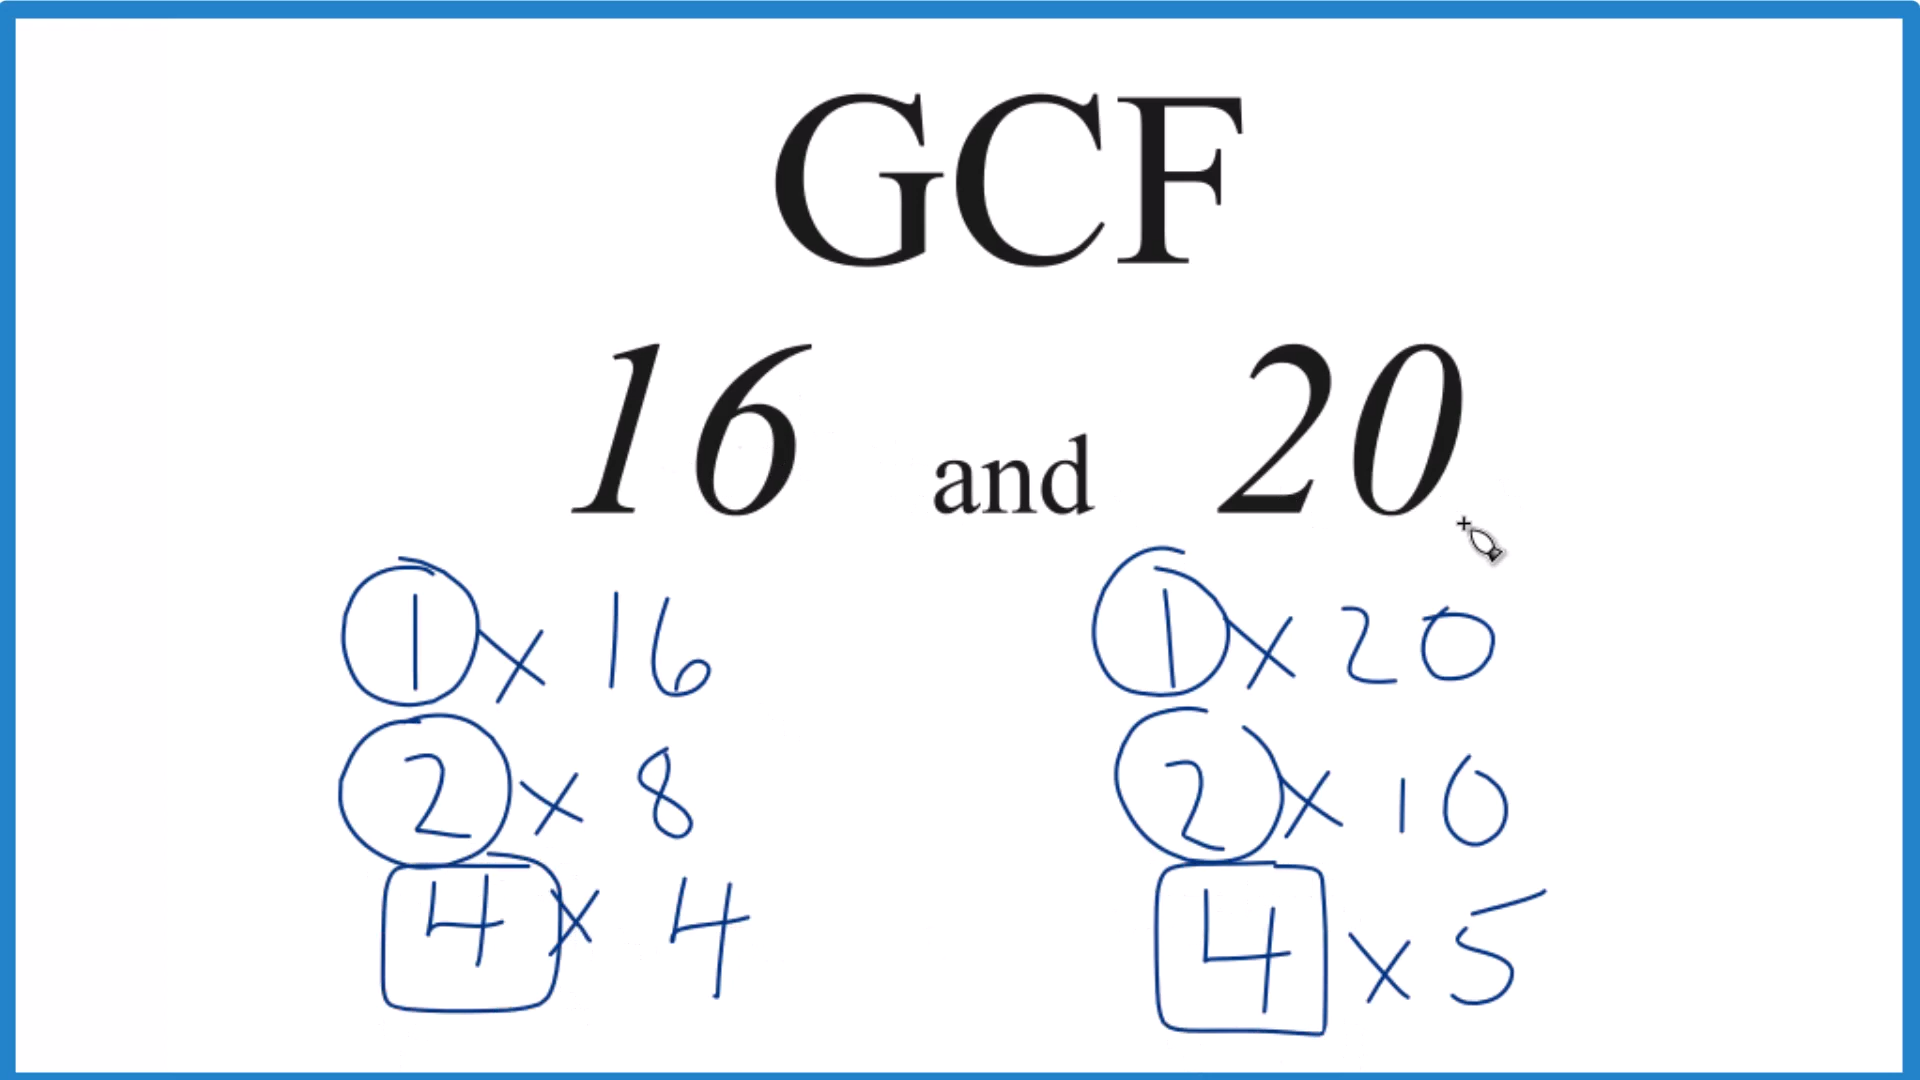 GCF
16 and 20
1 x 16
1 x 20
2 x 8
2 x 10
4 x 4
4 x 5